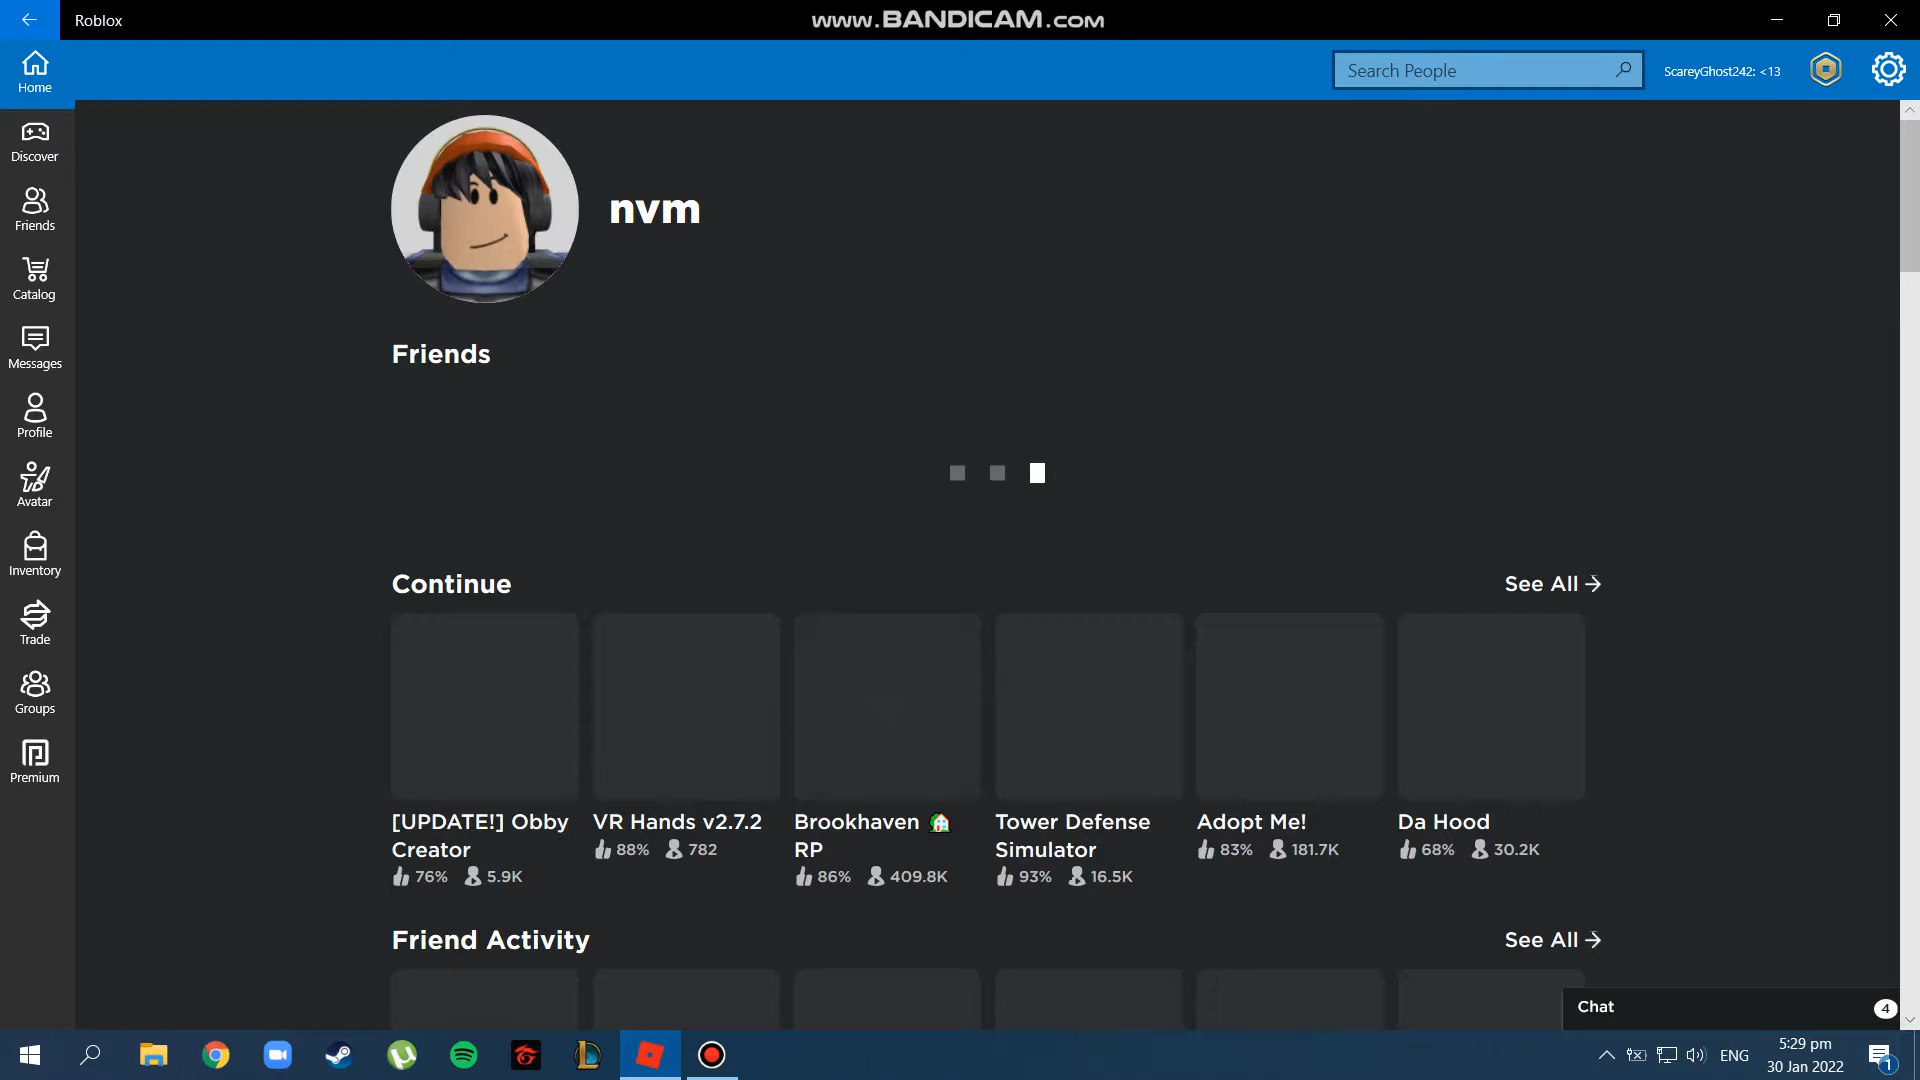 Roblox
www.BANDICAM.com
Home
Search People
ScareyGhost242: <13
Discover
Friends
Catalog
Messages
Profile
Avatar
Inventory
Trade
Groups
Premium
nvm
Friends
Continue
See All
[UPDATE!] Obby
Creator
76% 5.9K
VR Hands v2.7.2
88% 782
Brookhaven
RP
86% 409.8K
Tower Defense
Simulator
93% 16.5K
Adopt Me!
83% 181.7K
Da Hood
68% 30.2K
Friend Activity
See All
Chat
4
ENG
5:29 pm
30 Jan 2022
1